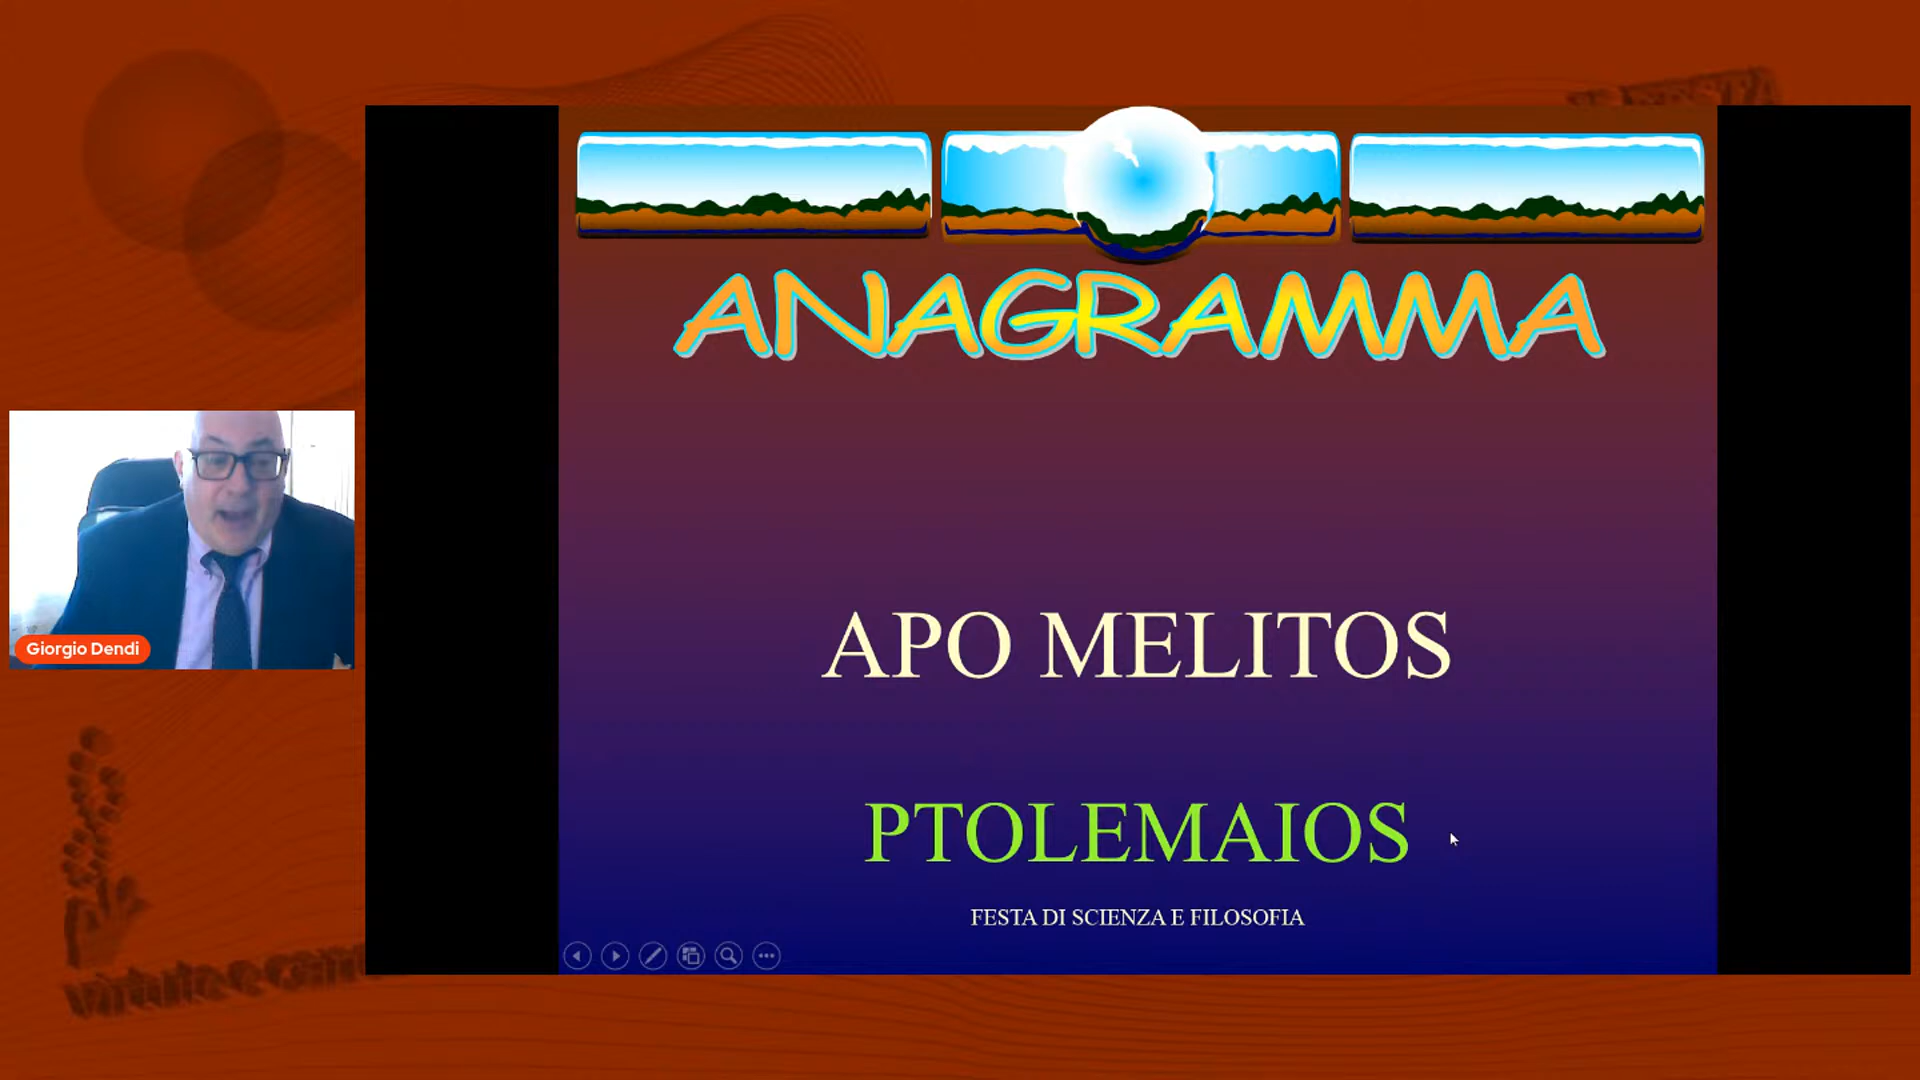 ANAGRAMMA
APO MELITOS
PTOLEMAIOS
FESTA DI SCIENZA E FILOSOFIA
Giorgio Dendi